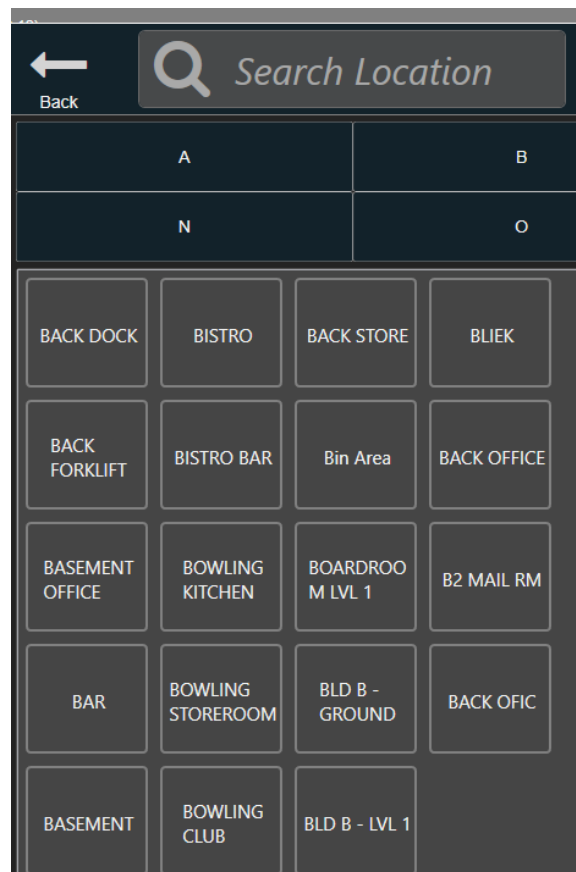 Search Location
Back
A
B
N
O
BACK DOCK
BISTRO
BACK STORE
BLIEK
BACK
FORKLIFT
BISTRO BAR
Bin Area
BACK OFFICE
BASEMENT
OFFICE
BOWLING
KITCHEN
BOARDROO
M LVL 1
B2 MAIL RM
BAR
BOWLING
STOREROOM
BLD B -
GROUND
BACK OFIC
BASEMENT
BOWLING
CLUB
BLD B - LVL 1